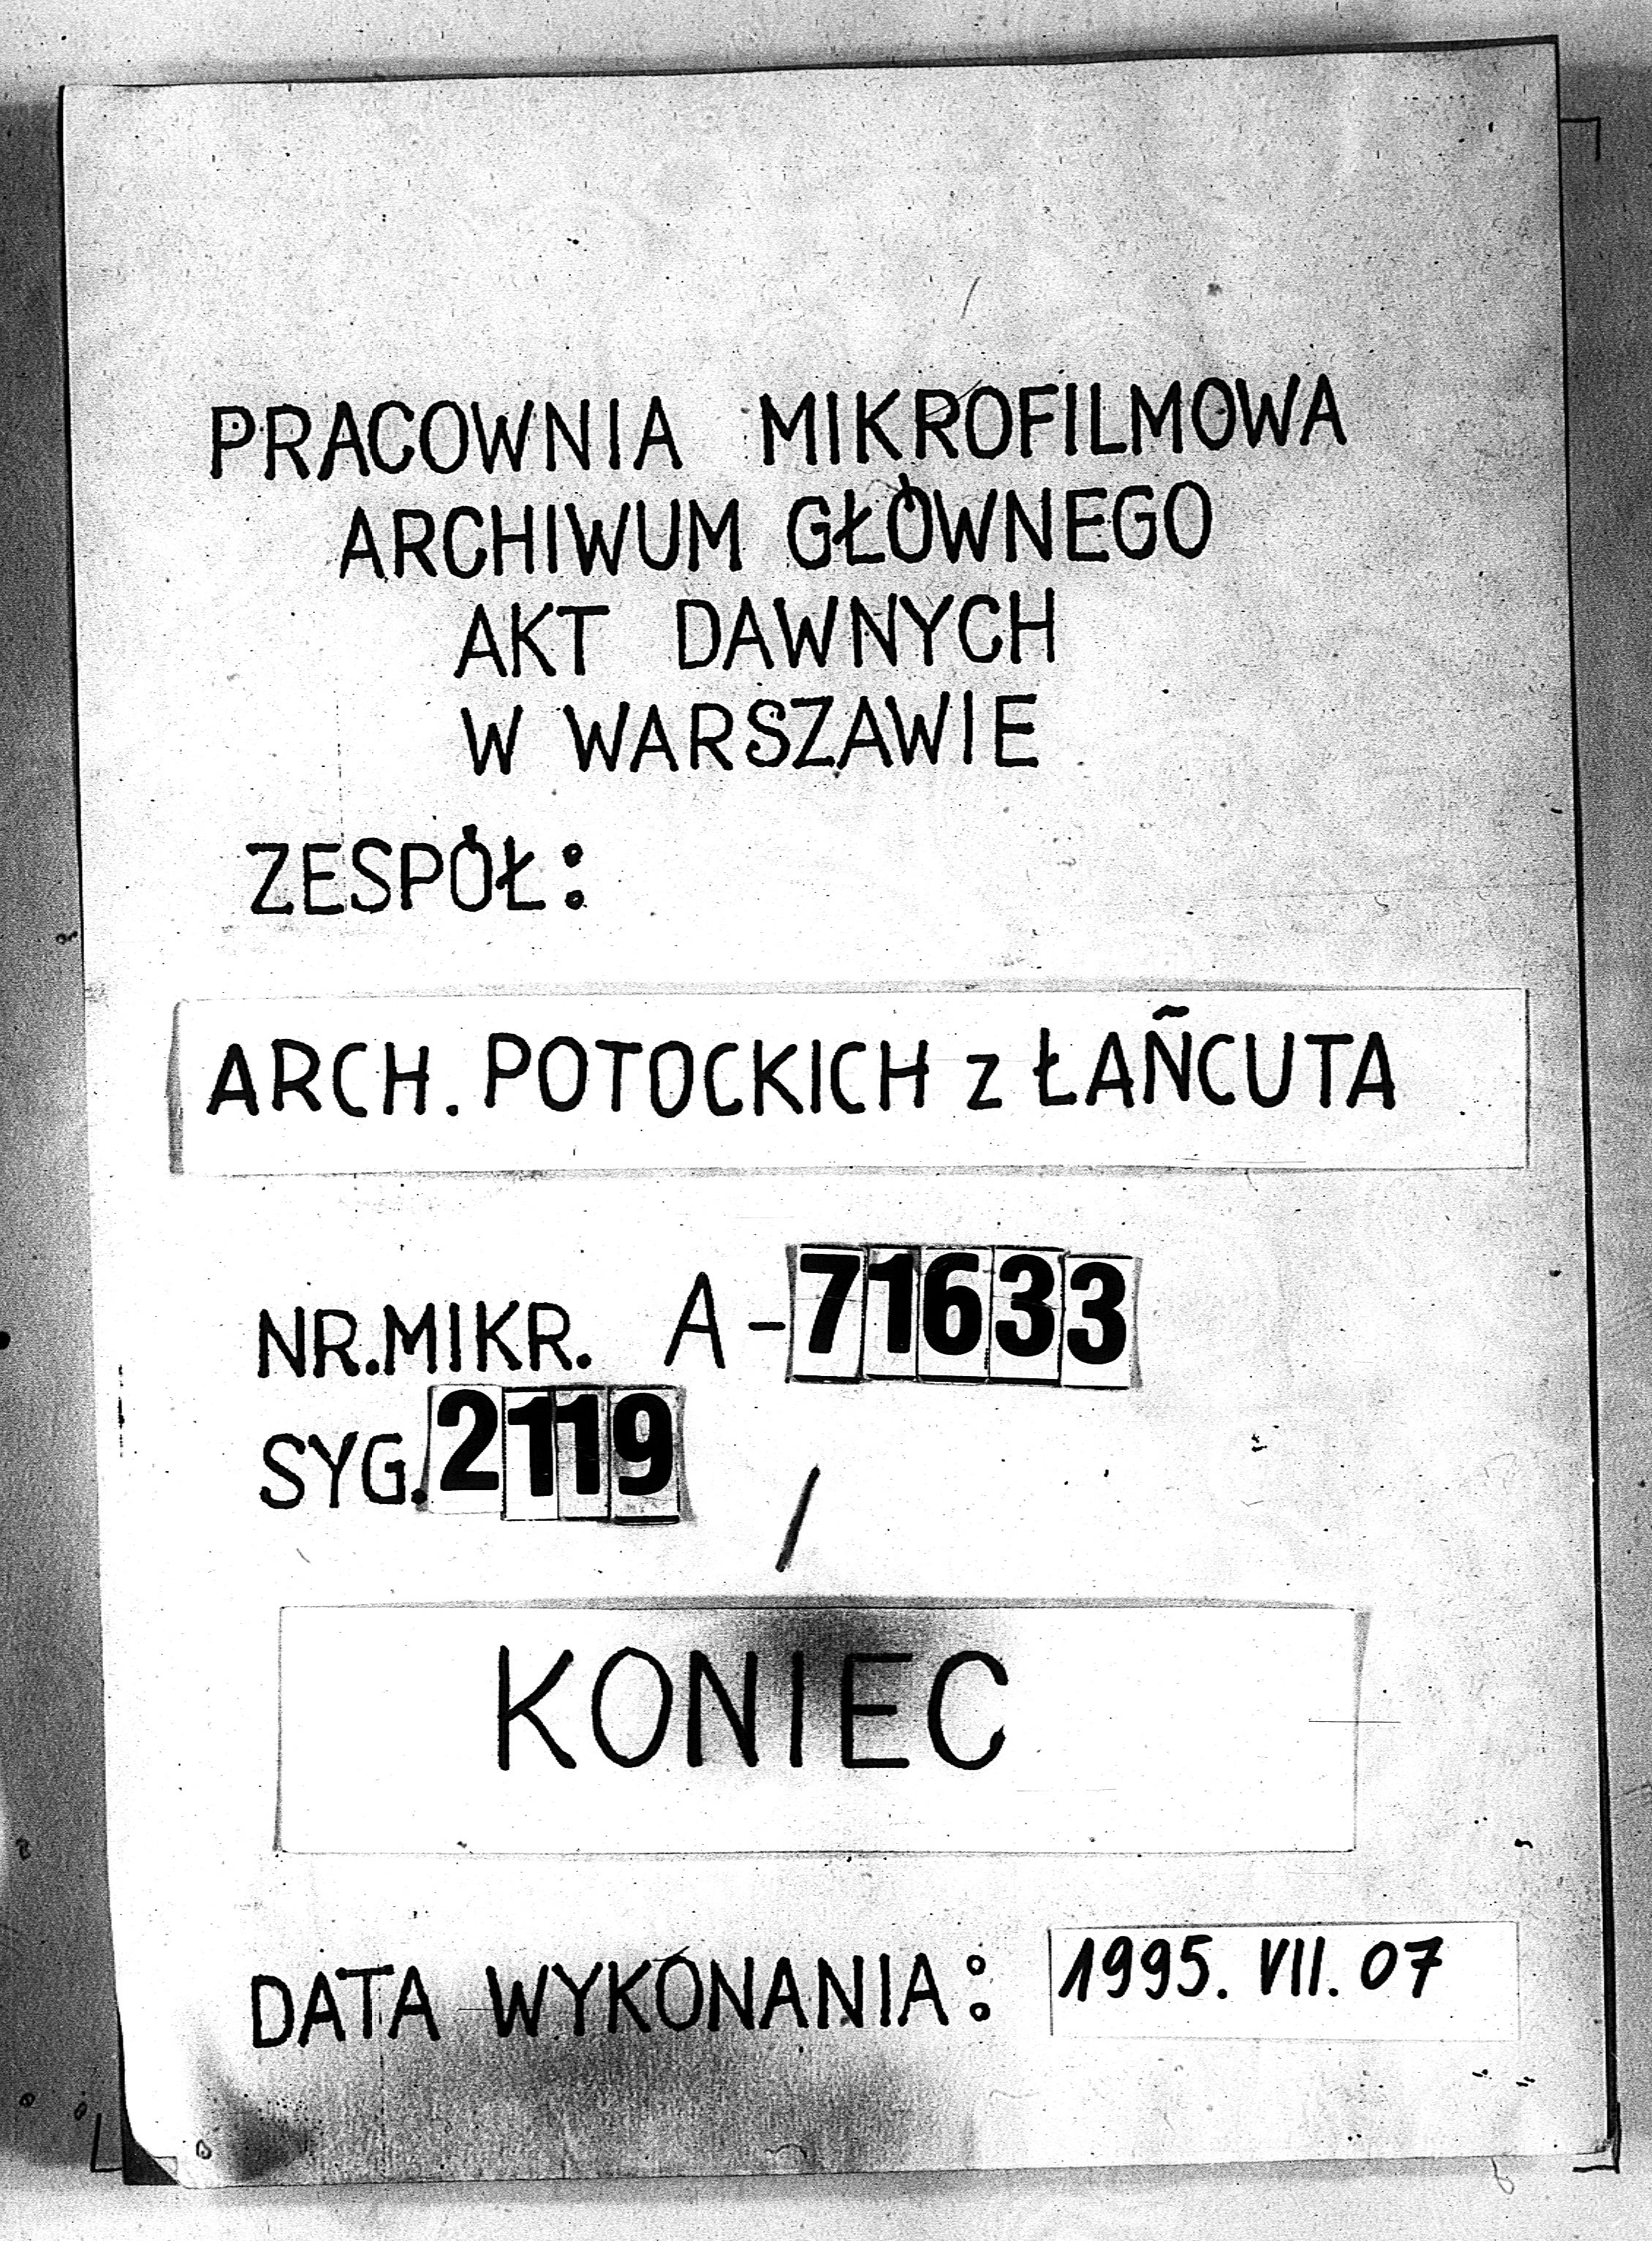 PRACOWNIA MIKROFILMOWA
ARCHIWUM GŁÓWNEGO
AKT DAWNYCH
W WARSZAWIE
ZESPÓŁ:
ARCH. POTOCKICH z ŁAŃCUTA
NR.MIKR. A-71633
SYG. 2119 /
KONIEC
DATA WYKONANIA: 1995. VII. 07